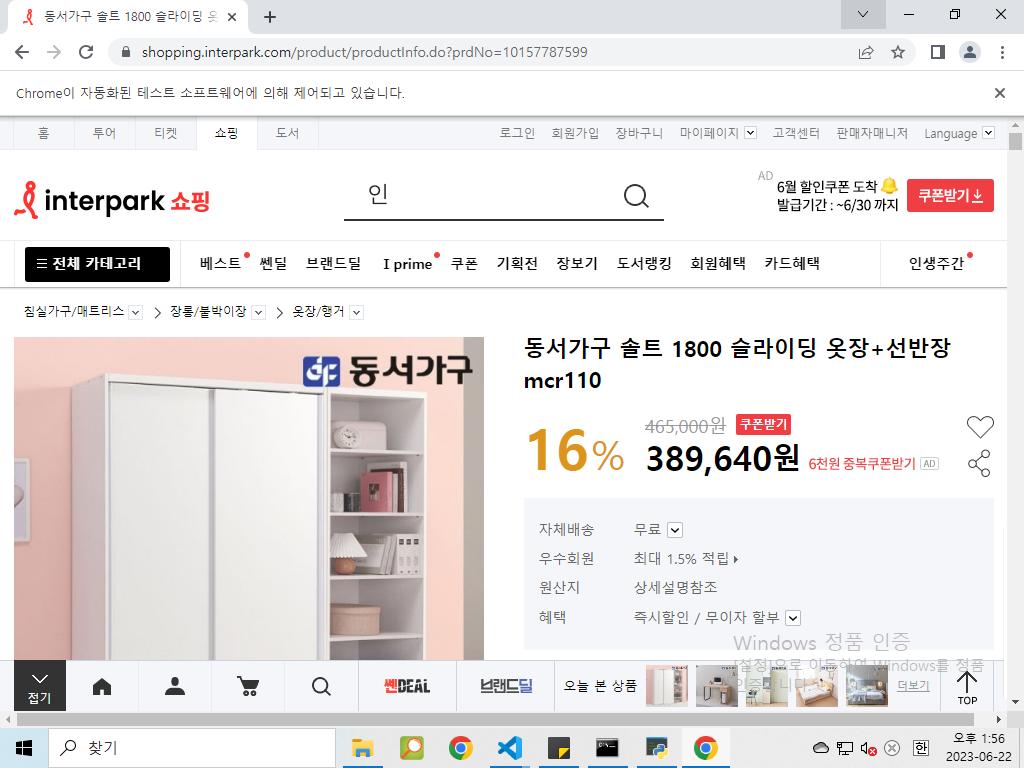 동서가구 솔트 1800 슬라이딩 옷
shopping.interpark.com/product/productInfo.do?prdNo=10157787599
Chrome이 자동화된 테스트 소프트웨어에 의해 제어되고 있습니다.
홈 투어 티켓 쇼핑 도서 로그인 회원가입 장바구니 마이페이지 고객센터 판매자매니저 Language
interpark 쇼핑
인
AD
6월 할인쿠폰 도착
발급기간 : ~6/30 까지
쿠폰받기
전체 카테고리 베스트 쎈딜 브랜드딜 I prime 쿠폰 기획전 장보기 도서랭킹 회원혜택 카드혜택 인생주간
침실가구/매트리스 장롱/붙박이장 옷장/행거
동서가구
동서가구 솔트 1800 슬라이딩 옷장+선반장
mcr110
16%
465,000원 쿠폰받기
389,640원 6천원 중복쿠폰받기 AD
자체배송 무료
우수회원 최대 1.5% 적립
원산지 상세설명참조
혜택 즉시할인 / 무이자 할부
Windows 정품 인증
[설정]으로 이동하여 Windows를 정품
인증합니다.
접기
쎈DEAL
브랜드딜
오늘 본 상품
더보기
TOP
찾기
한
오후 1:56
2023-06-22